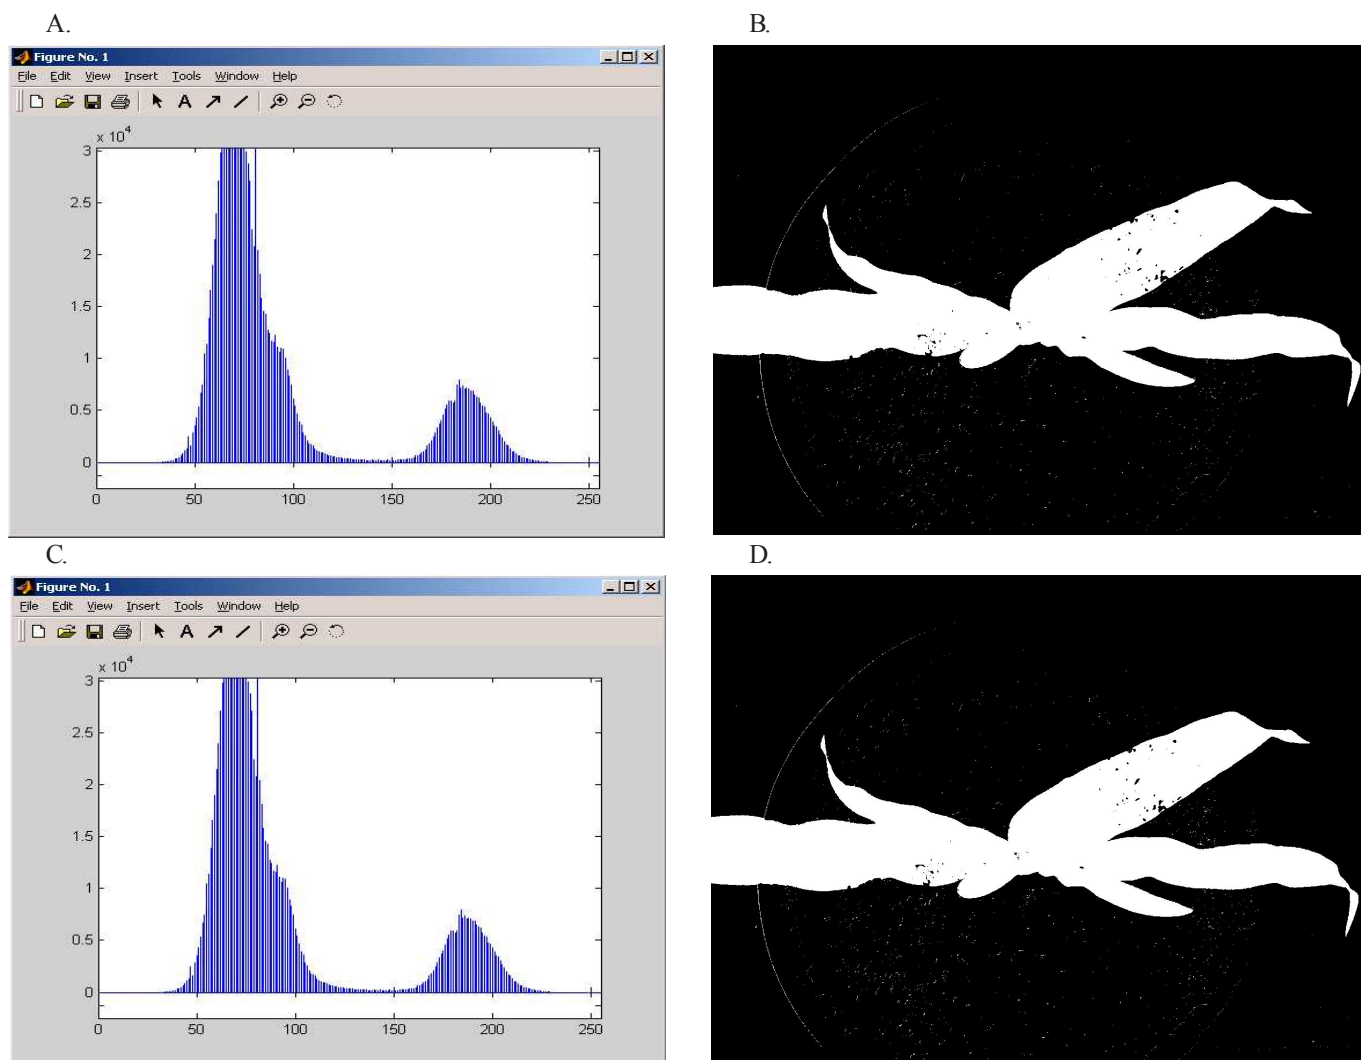 A.
B.
Figure No. 1
File Edit View Insert Tools Window Help
A
x 10^4
3
2.5
2
1.5
1
0.5
0
0 50 100 150 200 250
C.
D.
Figure No. 1
File Edit View Insert Tools Window Help
A
x 10^4
3
2.5
2
1.5
1
0.5
0
0 50 100 150 200 250